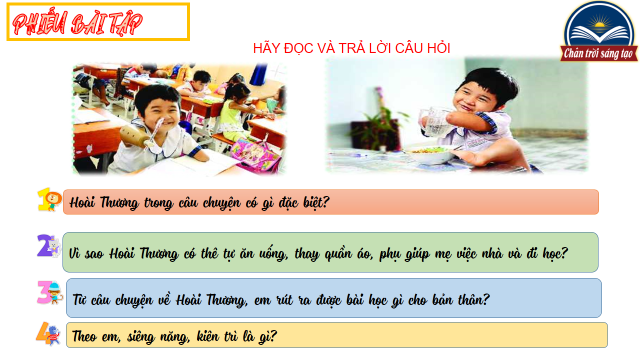 PHIẾU BÀI TẬP
Chân trời sáng tạo
HÃY ĐỌC VÀ TRẢ LỜI CÂU HỎI
1 Hoài Thương trong câu chuyện có gì đặc biệt?
2 Vì sao Hoài Thương có thể tự ăn uống, thay quần áo, phụ giúp mẹ việc nhà và đi học?
3 Từ câu chuyện về Hoài Thương, em rút ra được bài học gì cho bản thân?
4 Theo em, siêng năng, kiên trì là gì?